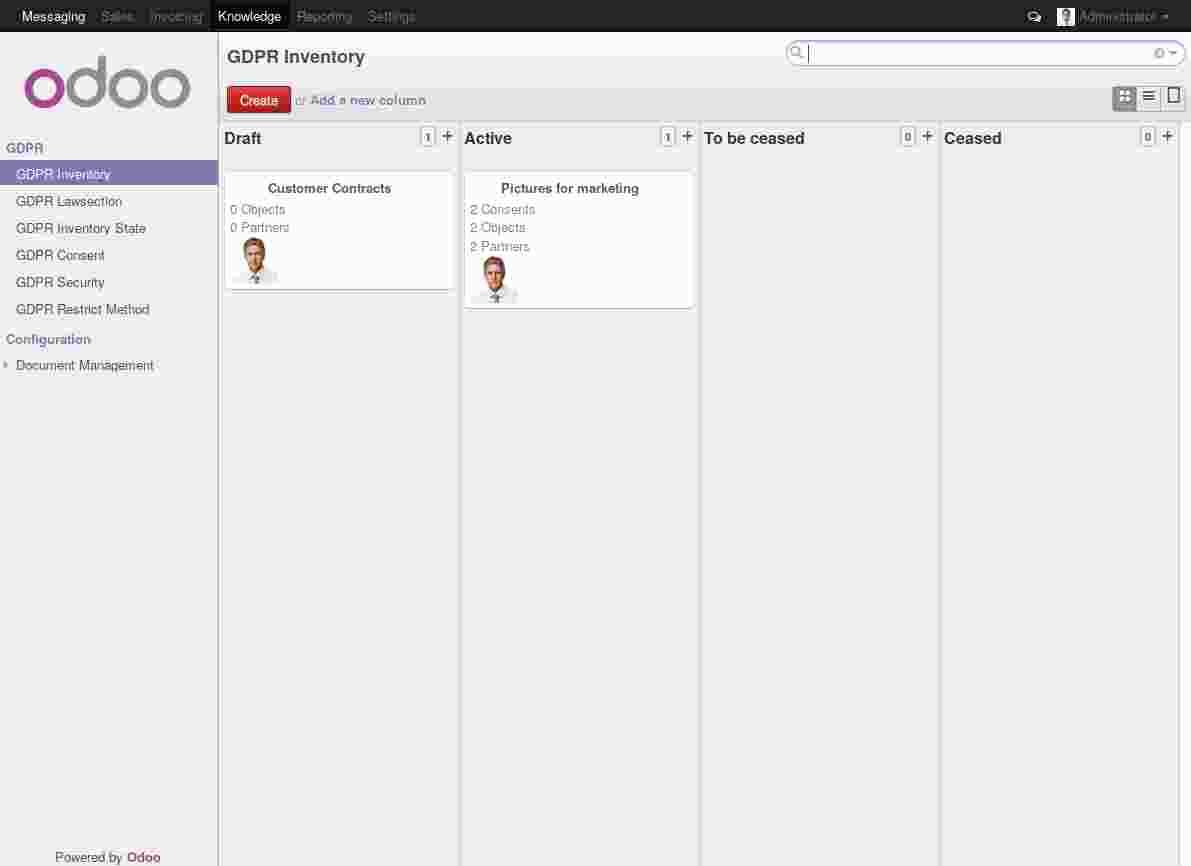 Messaging Sales Invoicing Knowledge Reporting Settings Administrator
odoo
GDPR Inventory
Create or Add a new column
GDPR
GDPR Inventory
GDPR Lawsection
GDPR Inventory State
GDPR Consent
GDPR Security
GDPR Restrict Method
Configuration
Document Management
Powered by Odoo
Draft 1 +
Customer Contracts
0 Objects
0 Partners
Active 1 +
Pictures for marketing
2 Consents
2 Objects
2 Partners
To be ceased 0 +
Ceased 0 +